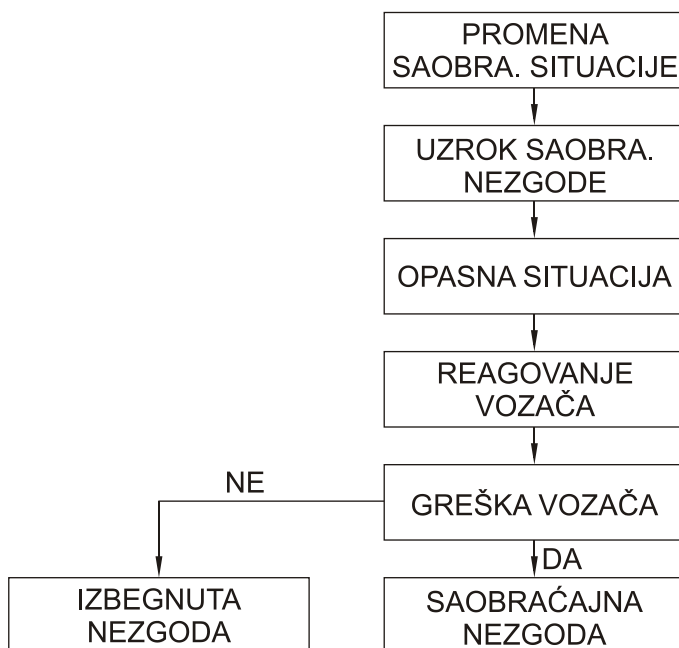 PROMENA
SAOBRA. SITUACIJE
UZROK SAOBRA.
NEZGODE
OPASNA SITUACIJA
REAGOVANJE
VOZAČA
GREŠKA VOZAČA
NE
DA
IZBEGNUTA
NEZGODA
SAOBRAĆAJNA
NEZGODA